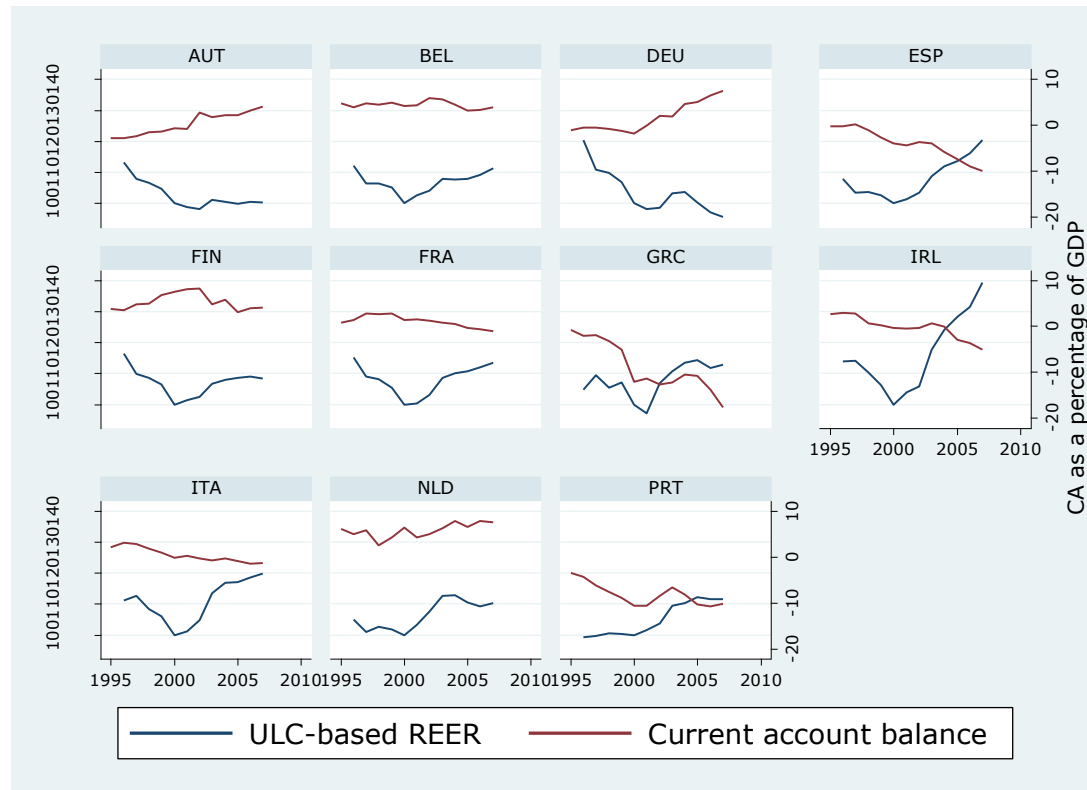 AUT BEL DEU ESP
100110120130140
10
0
-10
-20
FIN FRA GRC IRL
100110120130140
10
0
-10
-20
1995 2000 2005 2010
CA as a percentage of GDP
ITA NLD PRT
100110120130140
10
0
-10
-20
1995 2000 2005 2010 1995 2000 2005 2010 1995 2000 2005 2010
ULC-based REER Current account balance